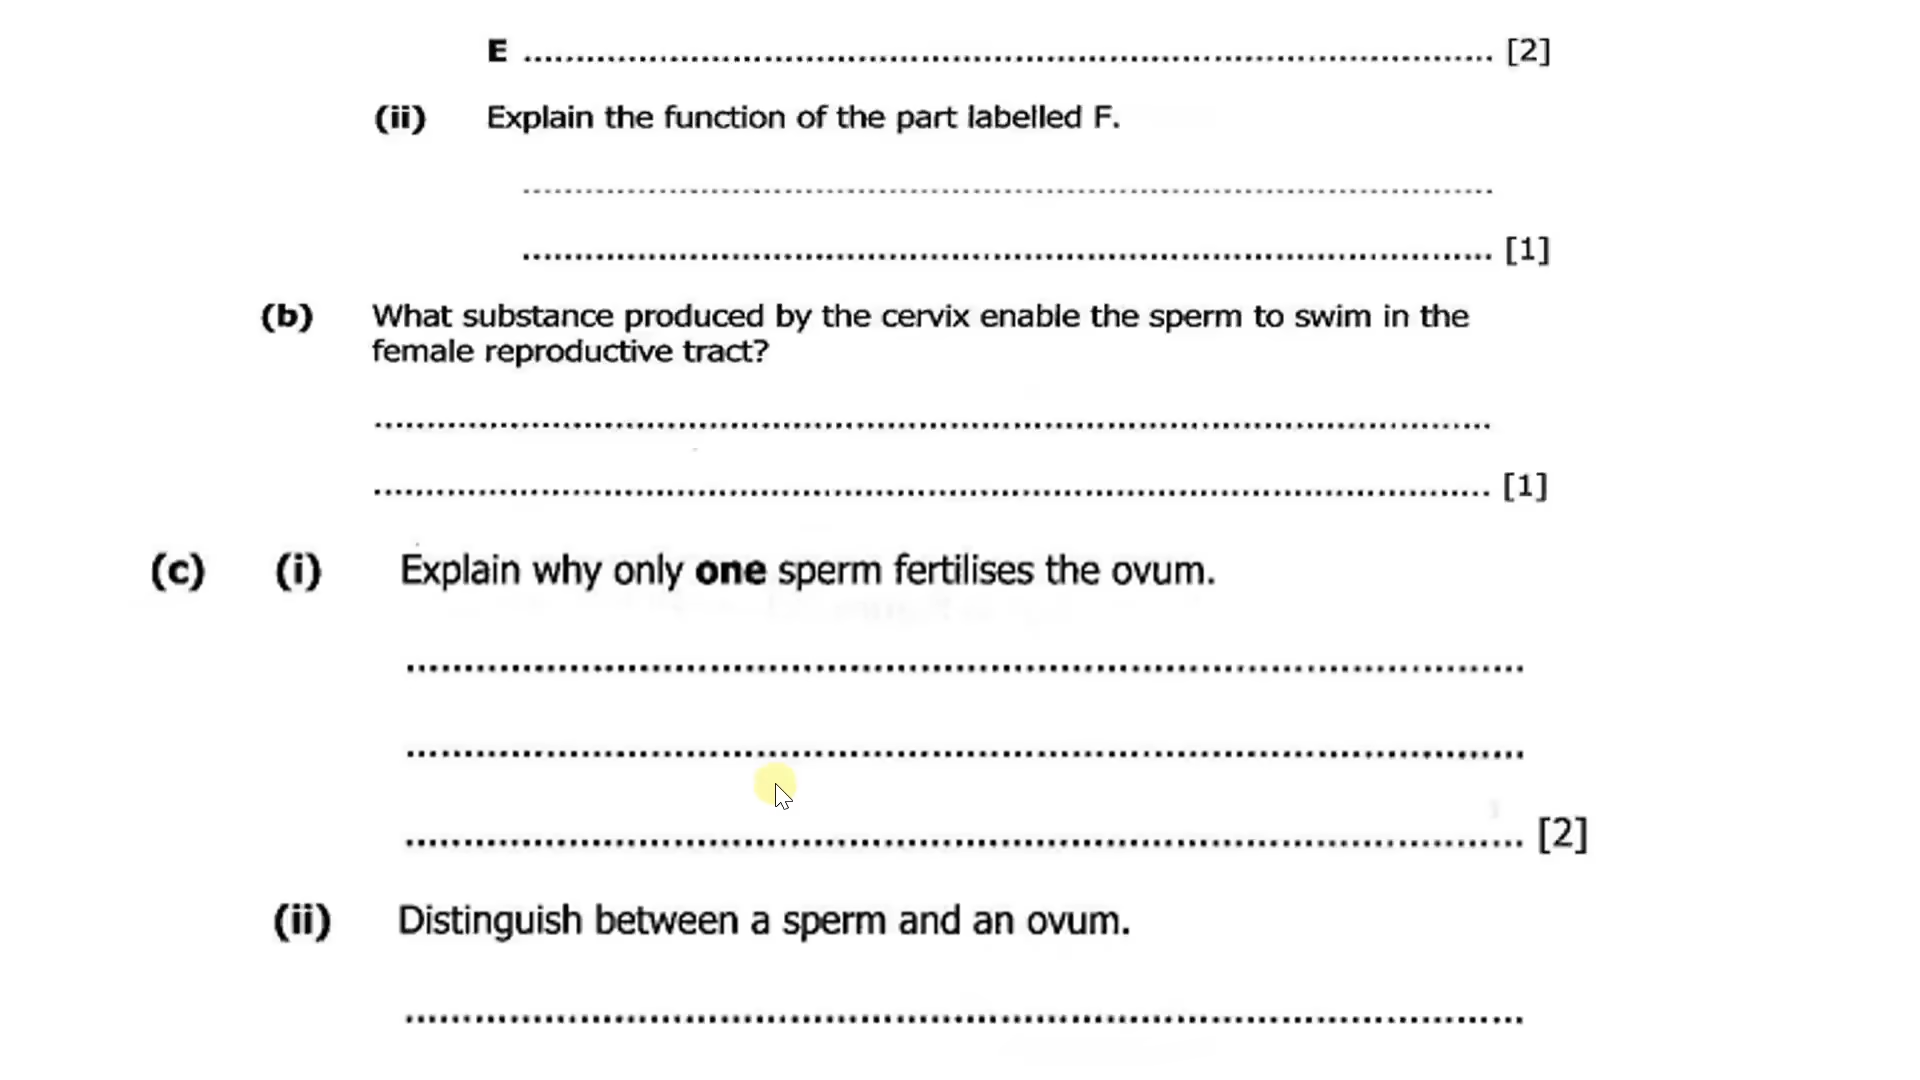 E ........................................................................ [2]
(ii) Explain the function of the part labelled F.
........................................................................
........................................................................ [1]
(b) What substance produced by the cervix enable the sperm to swim in the
female reproductive tract?
........................................................................
........................................................................ [1]
(c) (i) Explain why only one sperm fertilises the ovum.
........................................................................
........................................................................
........................................................................ [2]
(ii) Distinguish between a sperm and an ovum.
........................................................................